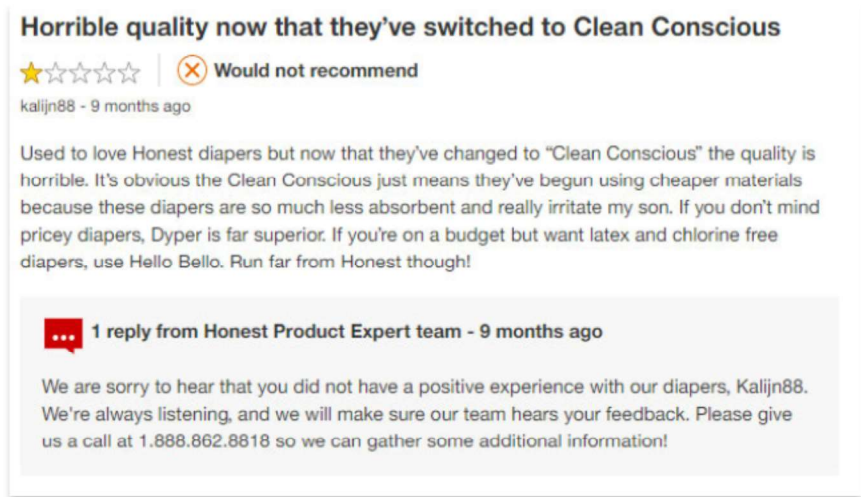 Horrible quality now that they've switched to Clean Conscious
Would not recommend
kalijn88 - 9 months ago
Used to love Honest diapers but now that they've changed to “Clean Conscious” the quality is
horrible. It's obvious the Clean Conscious just means they've begun using cheaper materials
because these diapers are so much less absorbent and really irritate my son. If you don't mind
pricey diapers, Dyper is far superior. If you're on a budget but want latex and chlorine free
diapers, use Hello Bello. Run far from Honest though!
1 reply from Honest Product Expert team - 9 months ago
We are sorry to hear that you did not have a positive experience with our diapers, Kalijn88.
We're always listening, and we will make sure our team hears your feedback. Please give
us a call at 1.888.862.8818 so we can gather some additional information!